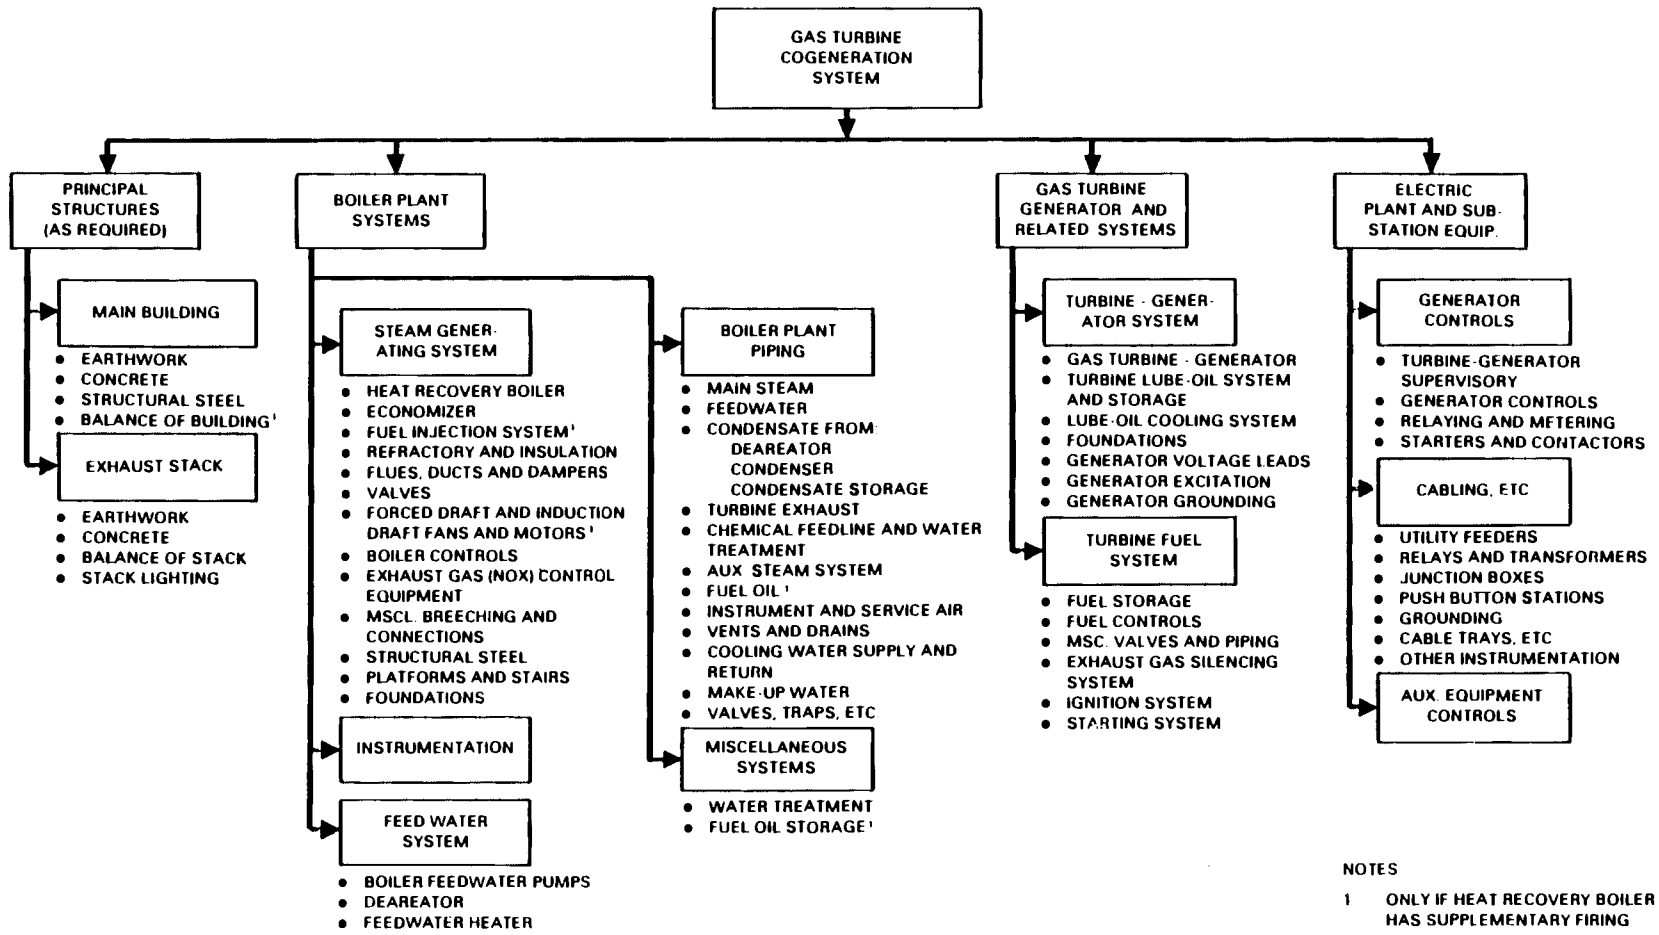 GAS TURBINE
COGENERATION
SYSTEM
PRINCIPAL
STRUCTURES
(AS REQUIRED)
MAIN BUILDING
EARTHWORK
CONCRETE
STRUCTURAL STEEL
BALANCE OF BUILDING¹
EXHAUST STACK
EARTHWORK
CONCRETE
BALANCE OF STACK
STACK LIGHTING
BOILER PLANT
SYSTEMS
STEAM GENER-
ATING SYSTEM
HEAT RECOVERY BOILER
ECONOMIZER
FUEL INJECTION SYSTEM¹
REFRACTORY AND INSULATION
FLUES, DUCTS AND DAMPERS
VALVES
FORCED DRAFT AND INDUCTION
DRAFT FANS AND MOTORS¹
BOILER CONTROLS
EXHAUST GAS (NOX) CONTROL
EQUIPMENT
MSCL. BREECHING AND
CONNECTIONS
STRUCTURAL STEEL
PLATFORMS AND STAIRS
FOUNDATIONS
INSTRUMENTATION
FEED WATER
SYSTEM
BOILER FEEDWATER PUMPS
DEAREATOR
FEEDWATER HEATER
BOILER PLANT
PIPING
MAIN STEAM
FEEDWATER
CONDENSATE FROM:
DEAREATOR
CONDENSER
CONDENSATE STORAGE
TURBINE EXHAUST
CHEMICAL FEEDLINE AND WATER
TREATMENT
AUX STEAM SYSTEM
FUEL OIL¹
INSTRUMENT AND SERVICE AIR
VENTS AND DRAINS
COOLING WATER SUPPLY AND
RETURN
MAKE-UP WATER
VALVES, TRAPS, ETC
MISCELLANEOUS
SYSTEMS
WATER TREATMENT
FUEL OIL STORAGE¹
GAS TURBINE
GENERATOR AND
RELATED SYSTEMS
TURBINE - GENER-
ATOR SYSTEM
GAS TURBINE - GENERATOR
TURBINE LUBE-OIL SYSTEM
AND STORAGE
LUBE-OIL COOLING SYSTEM
FOUNDATIONS
GENERATOR VOLTAGE LEADS
GENERATOR EXCITATION
GENERATOR GROUNDING
TURBINE FUEL
SYSTEM
FUEL STORAGE
FUEL CONTROLS
MSC. VALVES AND PIPING
EXHAUST GAS SILENCING
SYSTEM
IGNITION SYSTEM
STARTING SYSTEM
ELECTRIC
PLANT AND SUB-
STATION EQUIP.
GENERATOR
CONTROLS
TURBINE-GENERATOR
SUPERVISORY
GENERATOR CONTROLS
RELAYING AND METERING
STARTERS AND CONTACTORS
CABLING, ETC
UTILITY FEEDERS
RELAYS AND TRANSFORMERS
JUNCTION BOXES
PUSH BUTTON STATIONS
GROUNDING
CABLE TRAYS, ETC
OTHER INSTRUMENTATION
AUX. EQUIPMENT
CONTROLS
NOTES
1 ONLY IF HEAT RECOVERY BOILER
HAS SUPPLEMENTARY FIRING